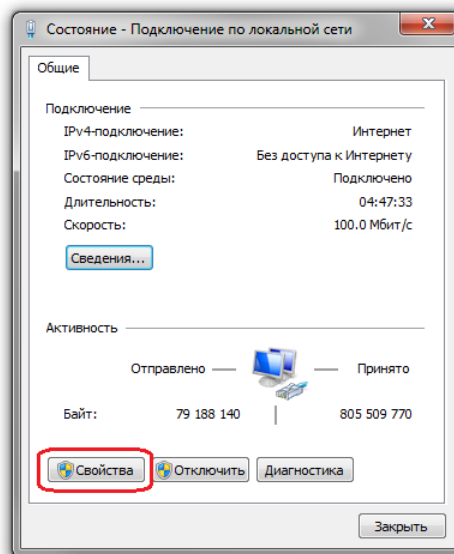 Состояние - Подключение по локальной сети
Общие
Подключение
IPv4-подключение: Интернет
IPv6-подключение: Без доступа к Интернету
Состояние среды: Подключено
Длительность: 04:47:33
Скорость: 100.0 Мбит/с
Сведения...
Активность
Отправлено — Принято
Байт: 79 188 140 805 509 770
Свойства Отключить Диагностика
Закрыть